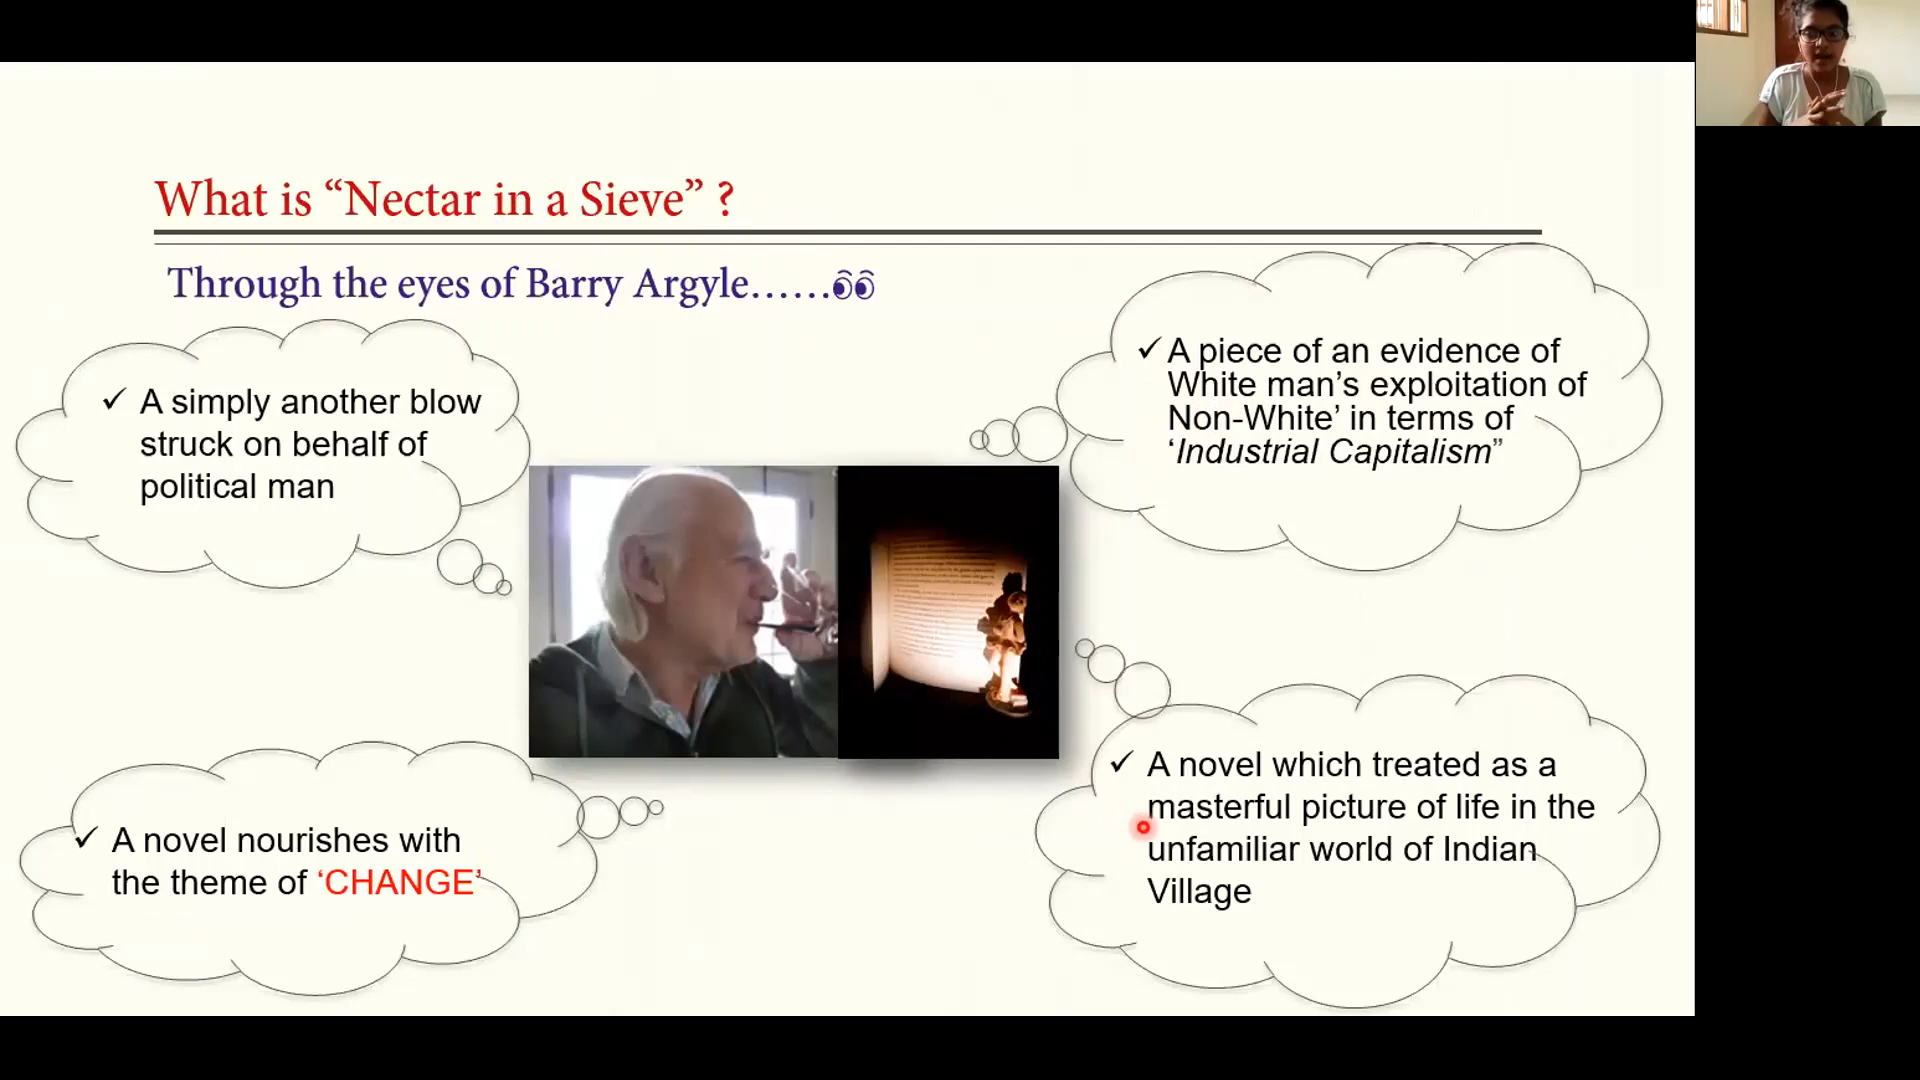 What is “Nectar in a Sieve” ?
Through the eyes of Barry Argyle……
✓ A simply another blow
struck on behalf of
political man
✓ A piece of an evidence of
White man’s exploitation of
Non-White’ in terms of
‘Industrial Capitalism”
✓ A novel nourishes with
the theme of ‘CHANGE’
✓ A novel which treated as a
masterful picture of life in the
unfamiliar world of Indian
Village